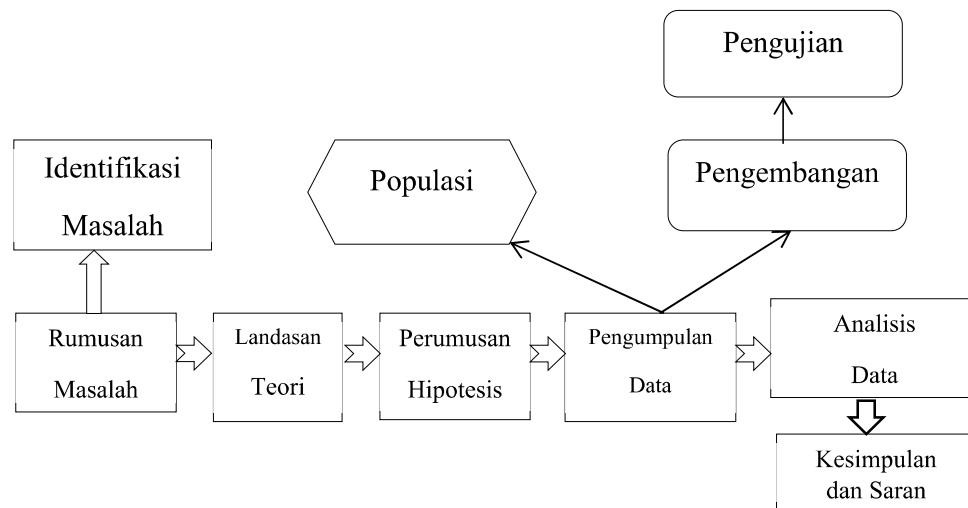 Pengujian
Pengembangan
Populasi
Identifikasi
Masalah
Rumusan
Masalah
Landasan
Teori
Perumusan
Hipotesis
Pengumpulan
Data
Analisis
Data
Kesimpulan
dan Saran